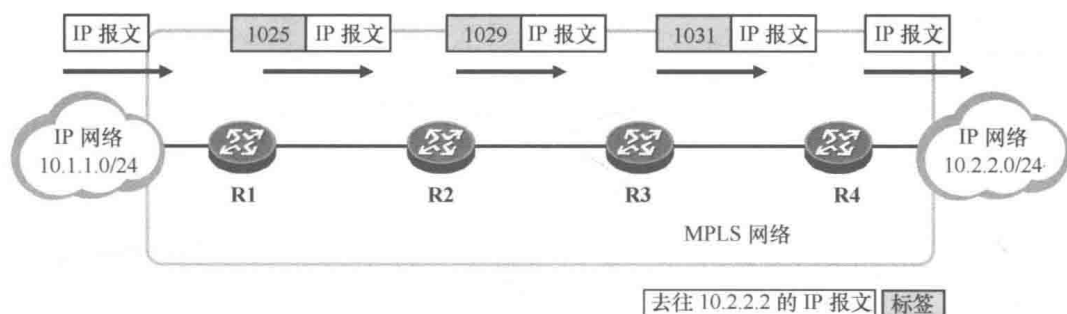 IP 报文
1025 IP 报文
1029 IP 报文
1031 IP 报文
IP 报文
IP 网络
10.1.1.0/24
R1
R2
R3
R4
IP 网络
10.2.2.0/24
MPLS 网络
去往 10.2.2.2 的 IP 报文 标签